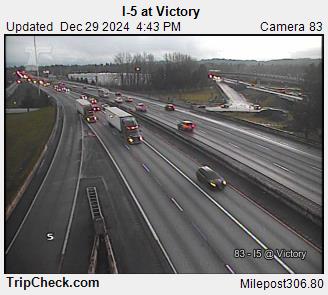 I-5 at Victory
Updated Dec 29 2024 4:43 PM Camera 83
S
83 - I5 @ Victory
TripCheck.com Milepost306.80